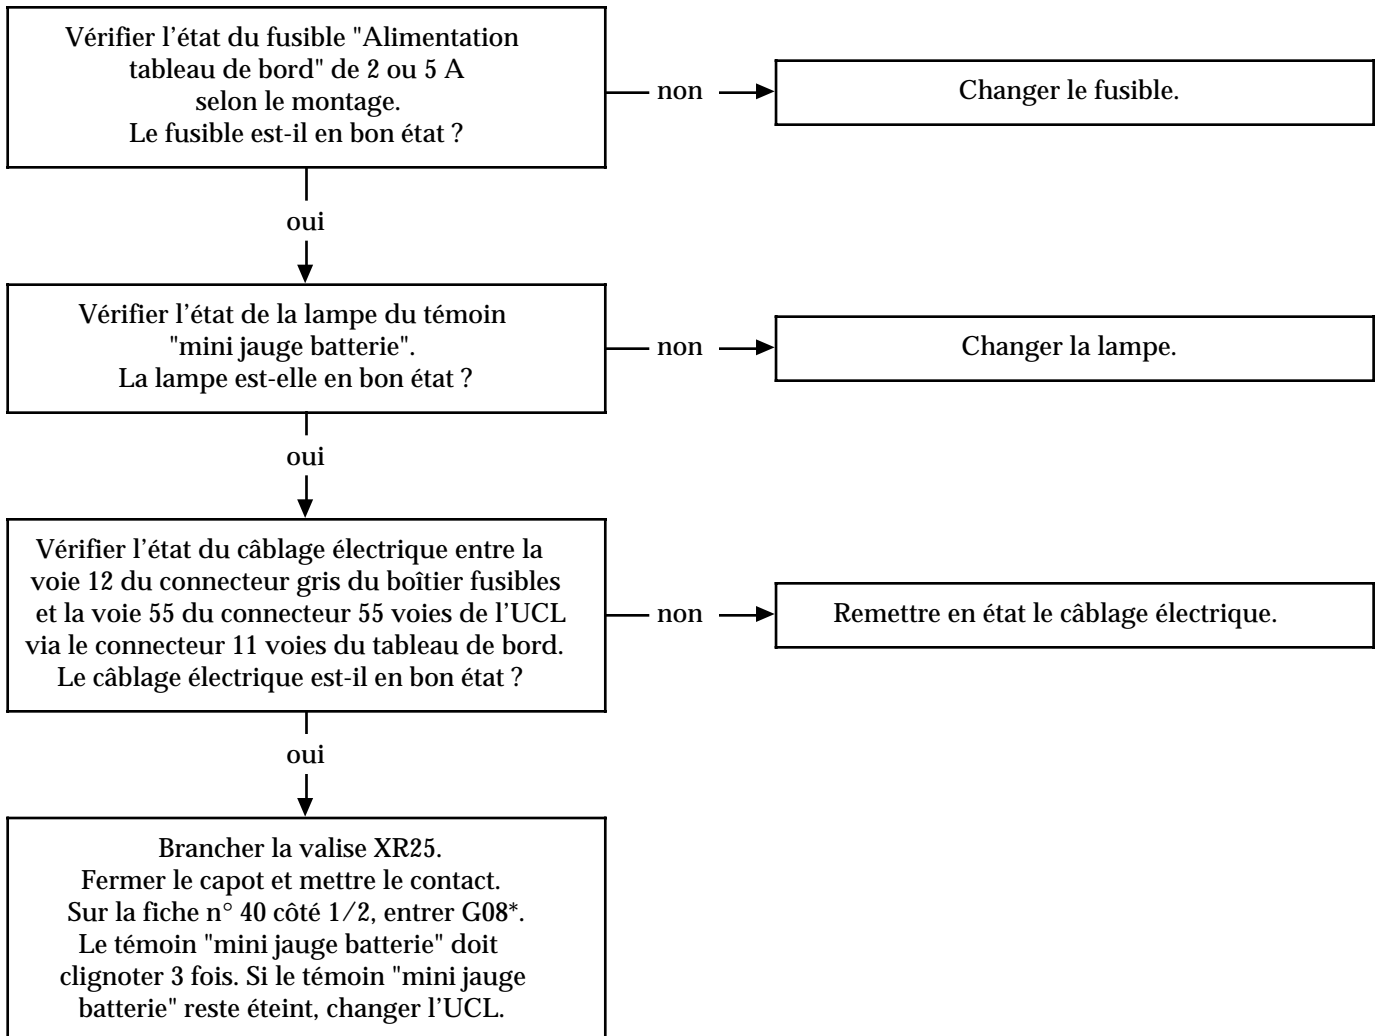 Vérifier l'état du fusible "Alimentation
tableau de bord" de 2 ou 5 A
selon le montage.
Le fusible est-il en bon état ?
non
Changer le fusible.
oui
Vérifier l'état de la lampe du témoin
"mini jauge batterie".
La lampe est-elle en bon état ?
non
Changer la lampe.
oui
Vérifier l'état du câblage électrique entre la
voie 12 du connecteur gris du boîtier fusibles
et la voie 55 du connecteur 55 voies de l'UCL
via le connecteur 11 voies du tableau de bord.
Le câblage électrique est-il en bon état ?
non
Remettre en état le câblage électrique.
oui
Brancher la valise XR25.
Fermer le capot et mettre le contact.
Sur la fiche n° 40 côté 1/2, entrer G08*.
Le témoin "mini jauge batterie" doit
clignoter 3 fois. Si le témoin "mini jauge
batterie" reste éteint, changer l'UCL.